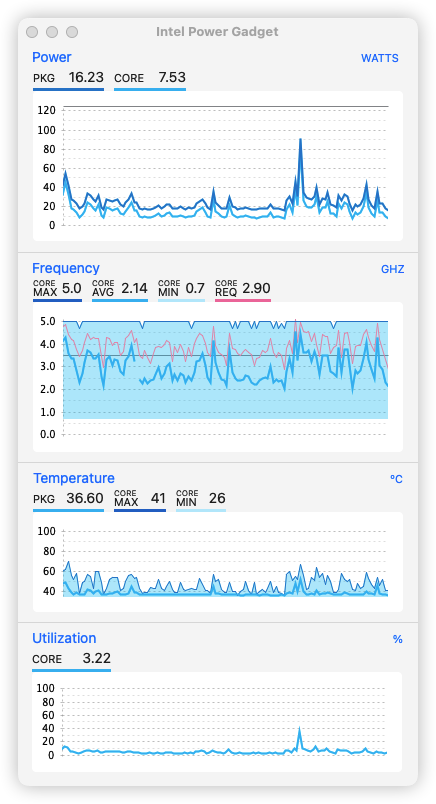 Intel Power Gadget
Power WATTS
PKG 16.23 CORE 7.53
120
100
80
60
40
20
0
Frequency GHZ
CORE MAX 5.0 CORE AVG 2.14 CORE MIN 0.7 CORE REQ 2.90
5.0
4.0
3.0
2.0
1.0
0.0
Temperature °C
PKG 36.60 CORE MAX 41 CORE MIN 26
100
80
60
40
Utilization %
CORE 3.22
100
80
60
40
20
0